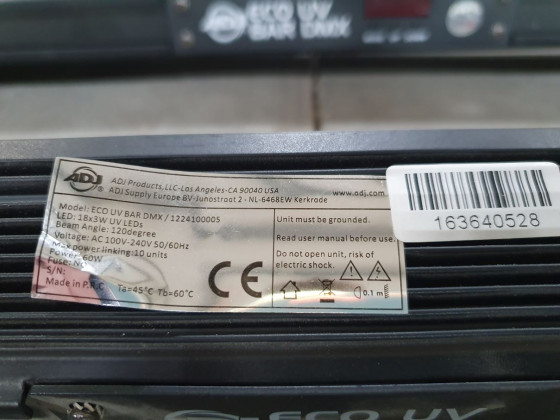 ADJ ECO UV
BAR DMX
ADJ
ADJ Products, LLC-Los Angeles-CA 90040 USA
ADJ Supply Europe BV-Junostraat 2 - NL-6468EW Kerkrade
www.adj.com
Model: ECO UV BAR DMX / 1224100005
LED: 18x3W UV LEDs
Beam Angle: 120degree
Voltage: AC 100V-240V 50/60Hz
Max power linking:10 units
Power: 60W
Fuse: NO
S/N:
Made in P.R.C
Ta=45°C Tb=60°C
CE
Unit must be grounded.
Read user manual before use.
Do not open unit, risk of
electric shock.
0.1 m
163640528
ECO UV